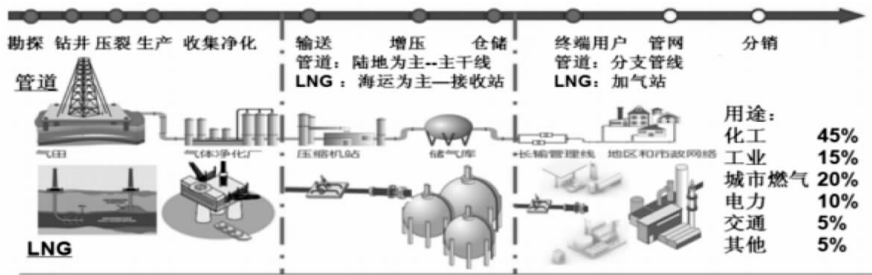 勘探 钻井 压裂 生产 收集净化 输送 增压 仓储 终端用户 管网 分销
管道:陆地为主--主干线
LNG:海运为主—接收站
管道:分支管线
LNG:加气站
管道
气田 气体净化厂 压缩机站 储气库 长输管理线 地区和市政网络
LNG
用途:
化工 45%
工业 15%
城市燃气 20%
电力 10%
交通 5%
其他 5%